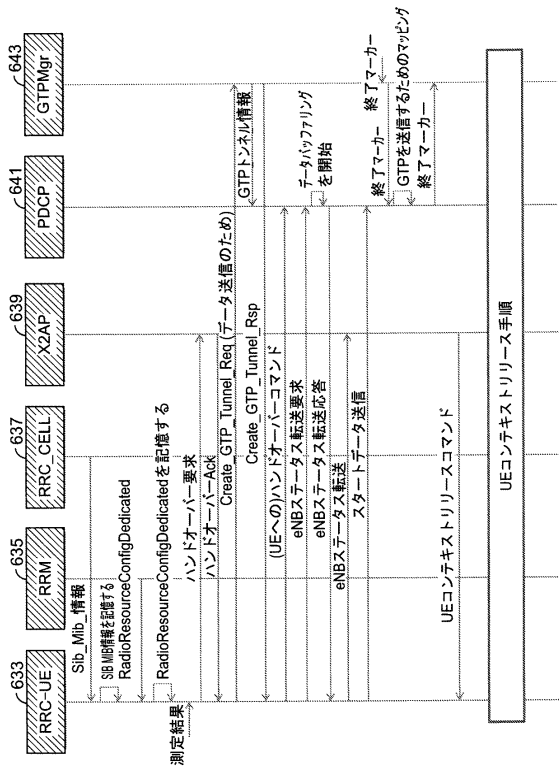 633
RRC-UE
635
RRM
637
RRC_CELL
639
X2AP
641
PDCP
643
GTPMgr
Sib_Mib_情報
SIB MIB情報を記憶する
RadioResourceConfigDedicated
RadioResourceConfigDedicatedを記憶する
測定結果
ハンドオーバー要求
ハンドオーバーAck
Create_GTP_Tunnel_Req (データ送信のため)
GTPトンネル情報
Create_GTP_Tunnel_Rsp
(UEへの)ハンドオーバーコマンド
eNBステータス転送要求
データバッファリング
を開始
eNBステータス転送応答
eNBステータス転送
スタートデータ送信
終了マーカー
終了マーカー
GTPを送信するためのマッピング
終了マーカー
UEコンテキストリリースコマンド
UEコンテキストリリース手順